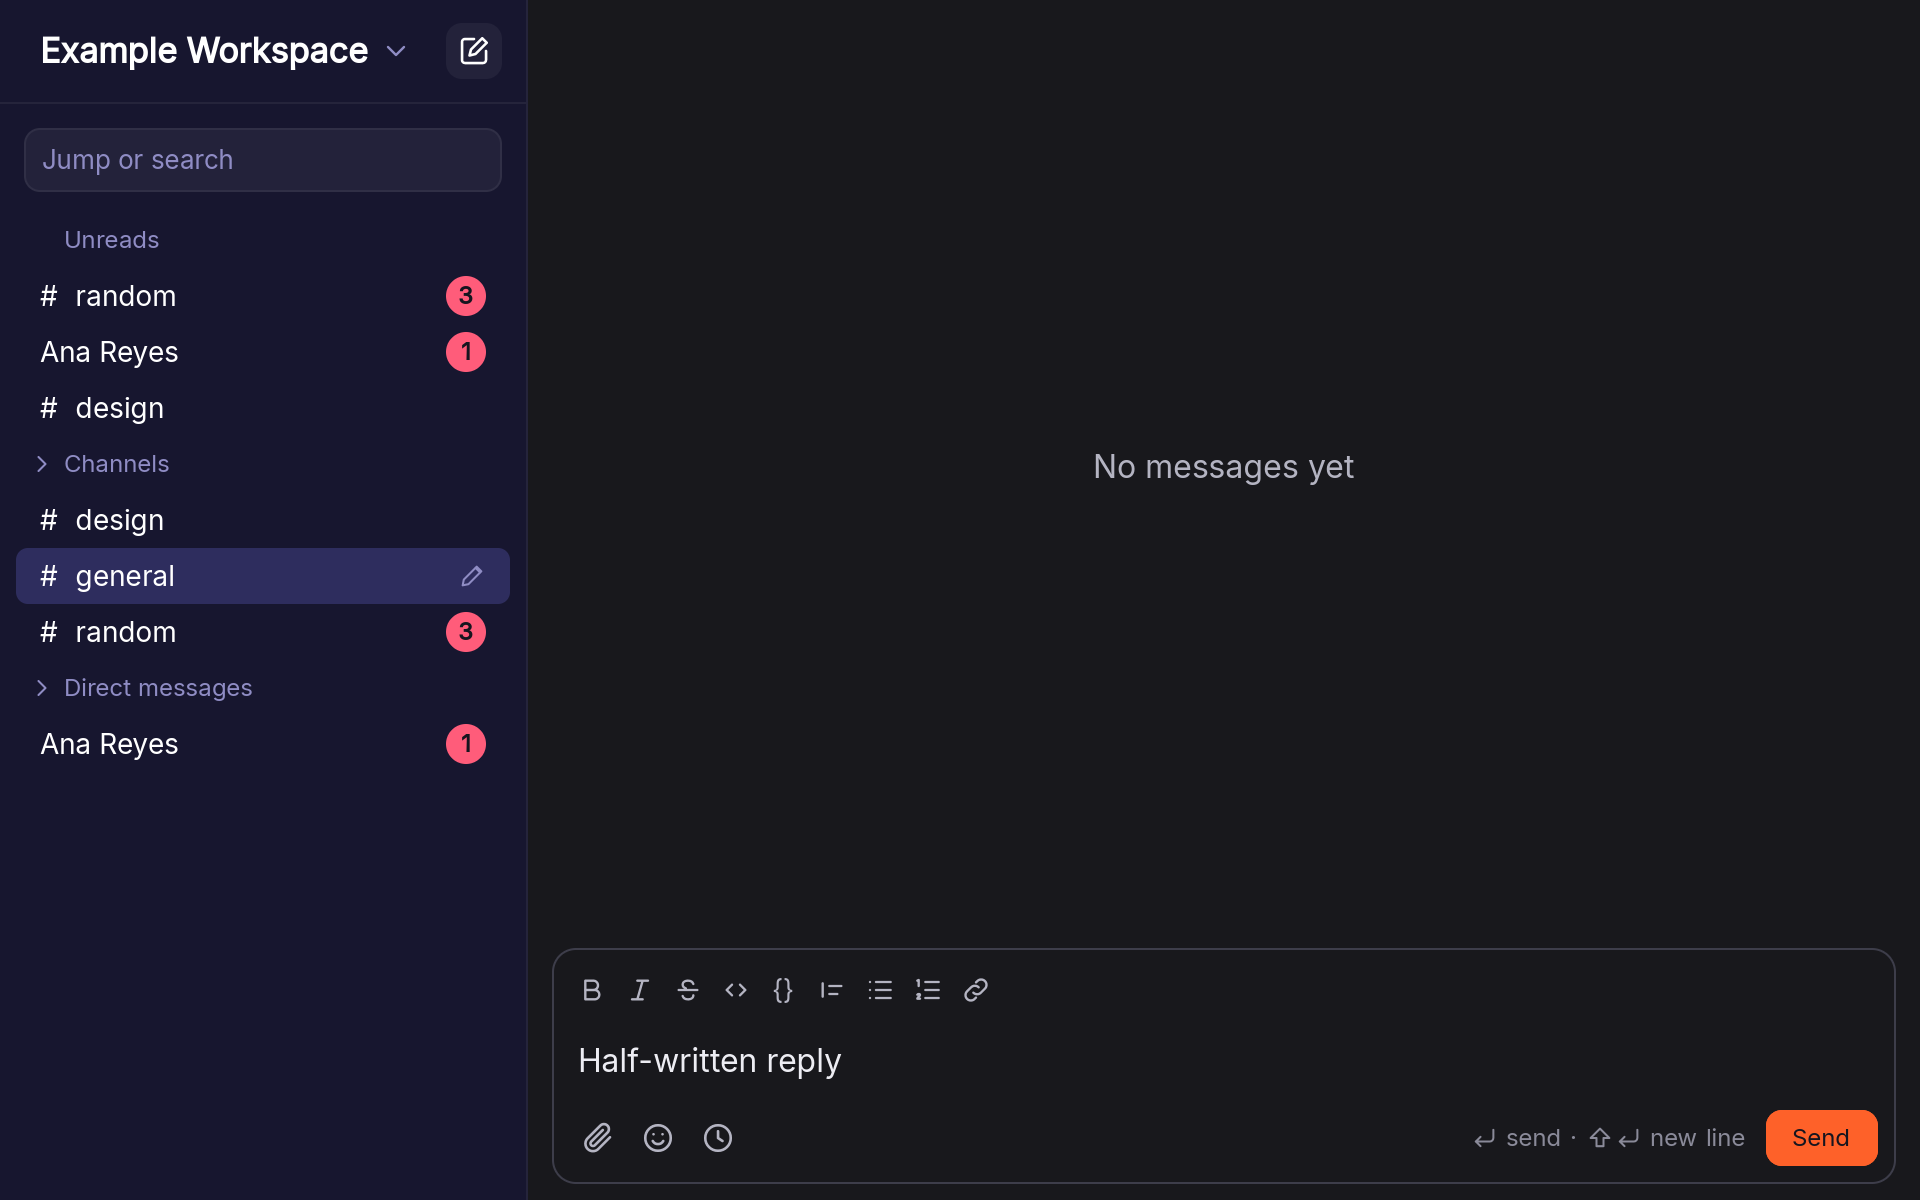 Example Workspace
Jump or search
Unreads
# random 3
Ana Reyes 1
# design
Channels
# design
# general
# random 3
Direct messages
Ana Reyes 1
No messages yet
Half-written reply
send · new line Send